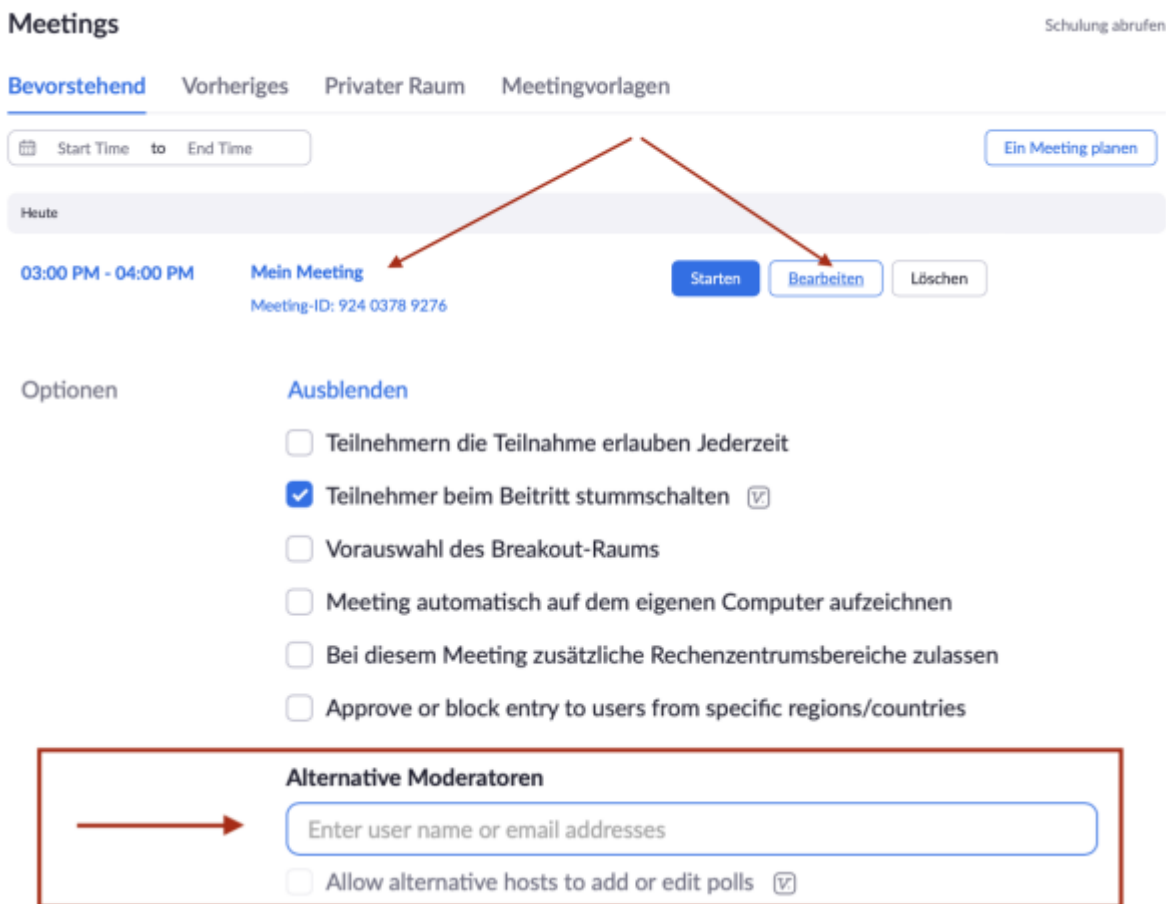 Meetings
Schulung abrufen
Bevorstehend Vorheriges Privater Raum Meetingvorlagen
Start Time to End Time
Ein Meeting planen
Heute
03:00 PM - 04:00 PM Mein Meeting Starten Bearbeiten Löschen
Meeting-ID: 924 0378 9276
Optionen Ausblenden
Teilnehmern die Teilnahme erlauben Jederzeit
Teilnehmer beim Beitritt stummschalten
Vorauswahl des Breakout-Raums
Meeting automatisch auf dem eigenen Computer aufzeichnen
Bei diesem Meeting zusätzliche Rechenzentrumsbereiche zulassen
Approve or block entry to users from specific regions/countries
Alternative Moderatoren
Enter user name or email addresses
Allow alternative hosts to add or edit polls